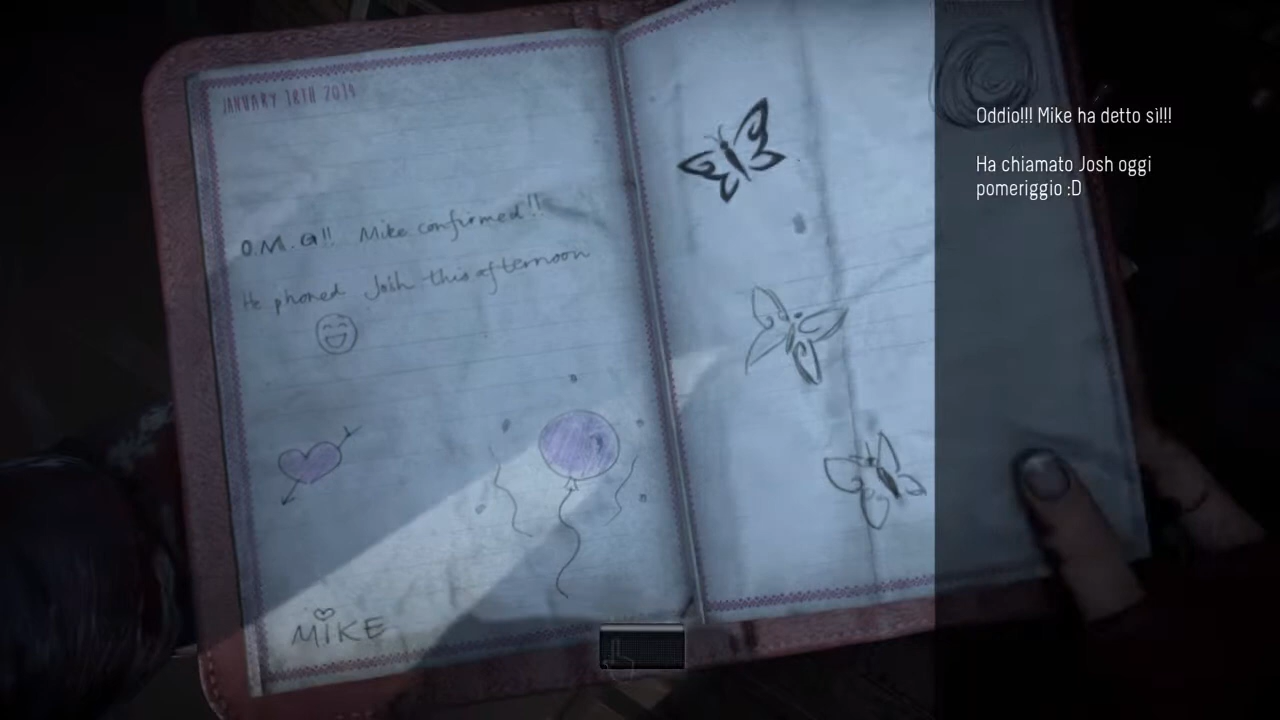 JANUARY 18TH 2014
O.M.G!! Mike confirmed!!
He phoned Josh this afternoon
MIKE
Oddio!!! Mike ha detto sì!!!
Ha chiamato Josh oggi
pomeriggio :D